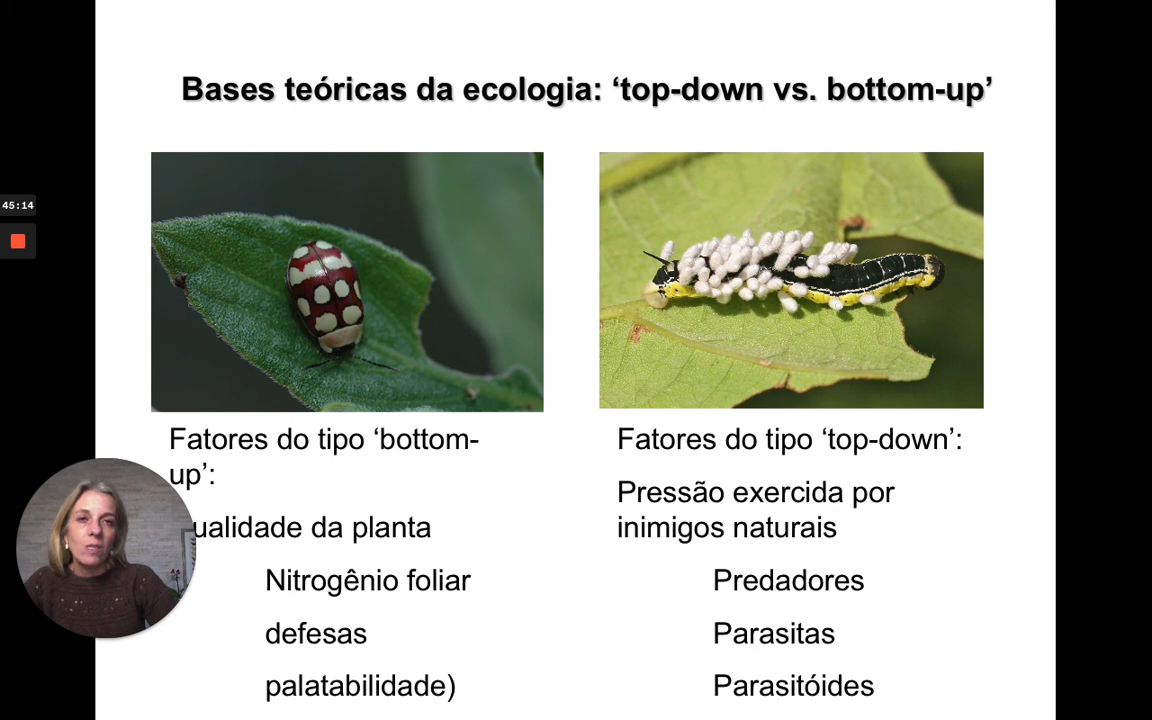 Bases teóricas da ecologia: ‘top-down vs. bottom-up’
45:14
Fatores do tipo ‘bottom-
up’:
ualidade da planta
Nitrogênio foliar
defesas
palatabilidade)
Fatores do tipo ‘top-down’:
Pressão exercida por
inimigos naturais
Predadores
Parasitas
Parasitóides